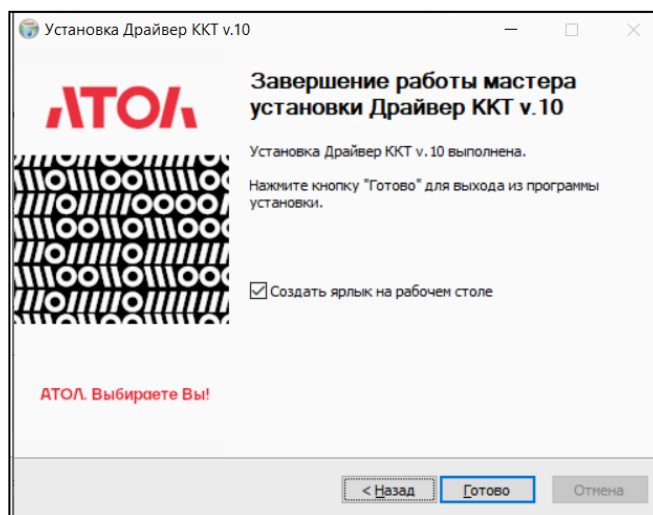 Установка Драйвер ККТ v.10
АТОЛ
Завершение работы мастера
установки Драйвер ККТ v.10
Установка Драйвер ККТ v.10 выполнена.
Нажмите кнопку "Готово" для выхода из программы
установки.
Создать ярлык на рабочем столе
АТОЛ. Выбираете Вы!
< Назад
Готово
Отмена